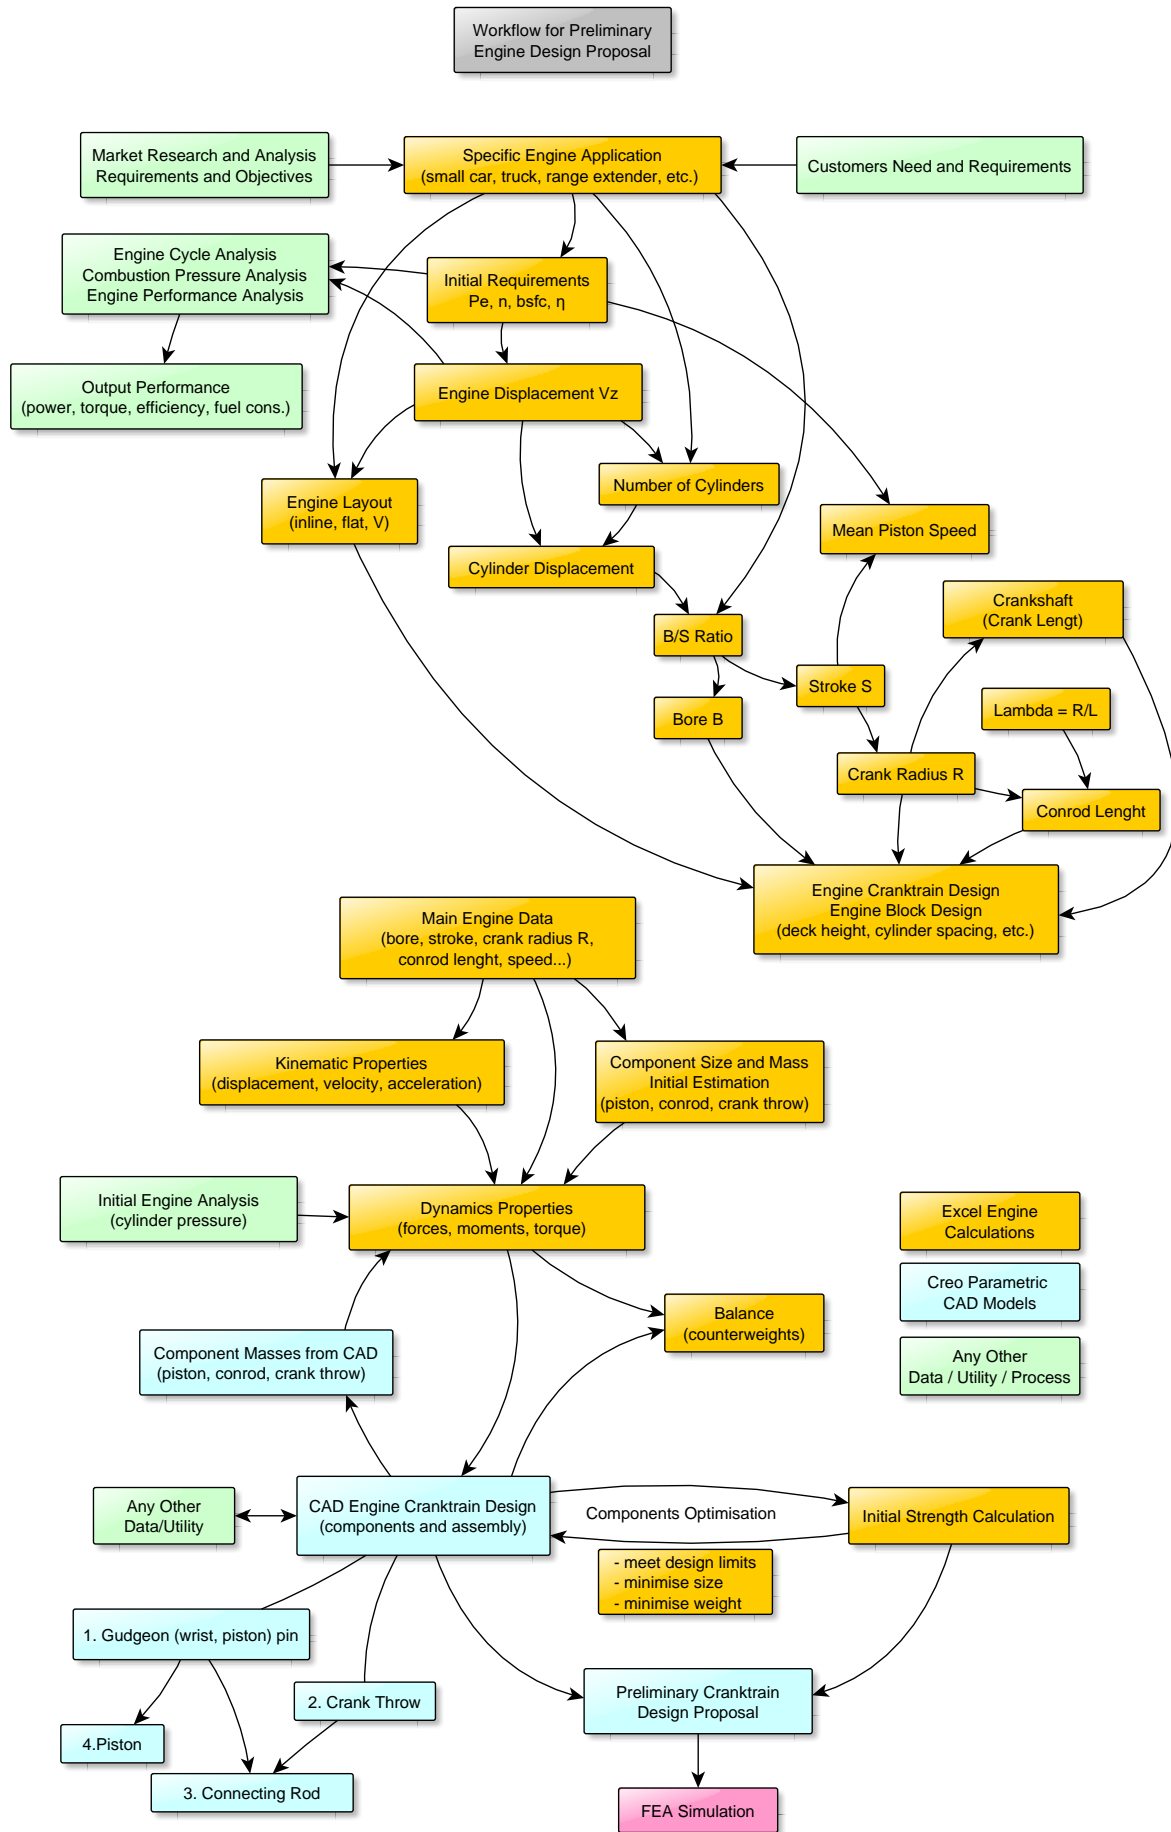 Workflow for Preliminary
Engine Design Proposal
Market Research and Analysis
Requirements and Objectives
Specific Engine Application
(small car, truck, range extender, etc.)
Customers Need and Requirements
Engine Cycle Analysis
Combustion Pressure Analysis
Engine Performance Analysis
Initial Requirements
Pe, n, bsfc, η
Output Performance
(power, torque, efficiency, fuel cons.)
Engine Displacement Vz
Number of Cylinders
Engine Layout
(inline, flat, V)
Mean Piston Speed
Cylinder Displacement
Crankshaft
(Crank Lengt)
B/S Ratio
Stroke S
Bore B
Lambda = R/L
Crank Radius R
Conrod Lenght
Engine Cranktrain Design
Engine Block Design
(deck height, cylinder spacing, etc.)
Main Engine Data
(bore, stroke, crank radius R,
conrod lenght, speed...)
Kinematic Properties
(displacement, velocity, acceleration)
Component Size and Mass
Initial Estimation
(piston, conrod, crank throw)
Initial Engine Analysis
(cylinder pressure)
Dynamics Properties
(forces, moments, torque)
Excel Engine
Calculations
Creo Parametric
CAD Models
Balance
(counterweights)
Component Masses from CAD
(piston, conrod, crank throw)
Any Other
Data / Utility / Process
Any Other
Data/Utility
CAD Engine Cranktrain Design
(components and assembly)
Components Optimisation
Initial Strength Calculation
- meet design limits
- minimise size
- minimise weight
1. Gudgeon (wrist, piston) pin
2. Crank Throw
Preliminary Cranktrain
Design Proposal
4.Piston
3. Connecting Rod
FEA Simulation